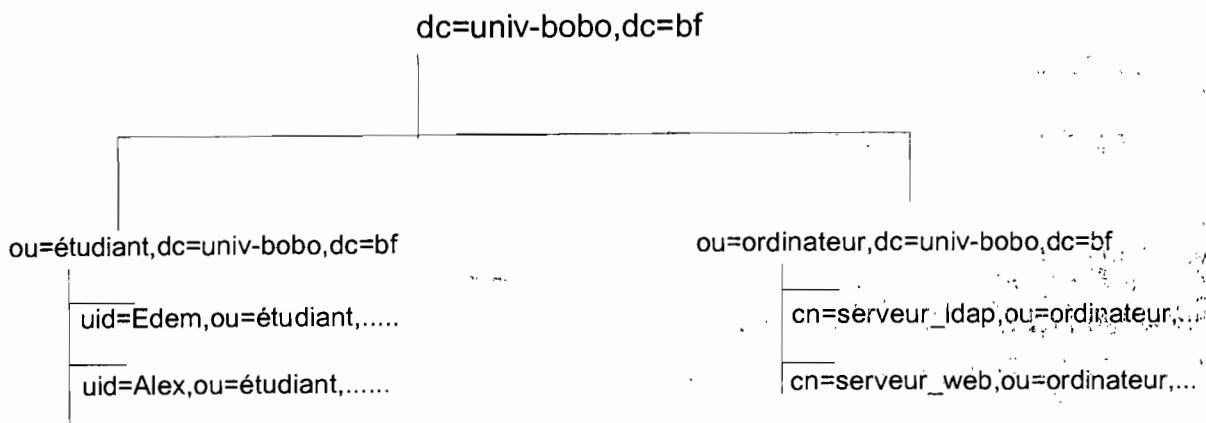 dc=univ-bobo,dc=bf
ou=étudiant,dc=univ-bobo,dc=bf
uid=Edem,ou=étudiant,.....
uid=Alex,ou=étudiant,......
ou=ordinateur,dc=univ-bobo,dc=bf
cn=serveur_ldap,ou=ordinateur,...
cn=serveur_web,ou=ordinateur,...